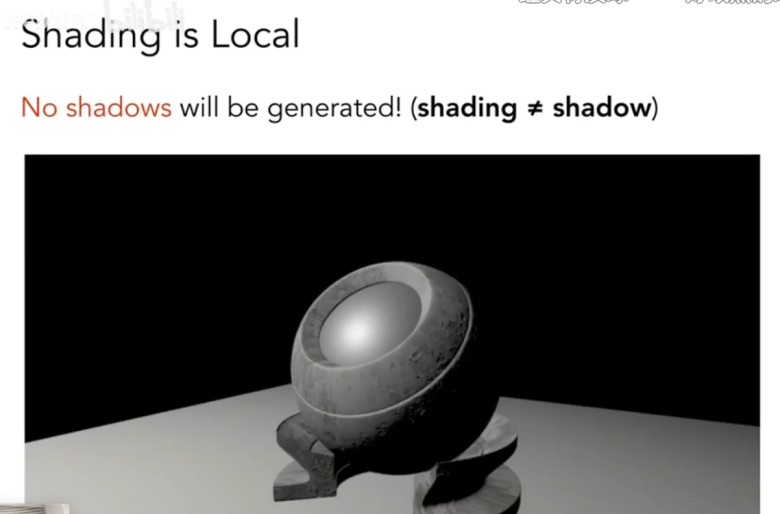 Shading is Local
No shadows will be generated! (shading ≠ shadow)